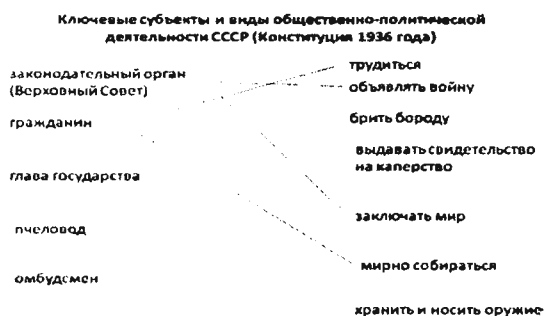 Ключевые субъекты и виды общественно-политической
деятельности СССР (Конституция 1936 года)
законодательный орган
(Верховный Совет)
гражданин
глава государства
пчеловод
омбудсмен
трудиться
объявлять войну
брить бороду
выдавать свидетельство
на каперство
заключать мир
мирно собираться
хранить и носить оружие